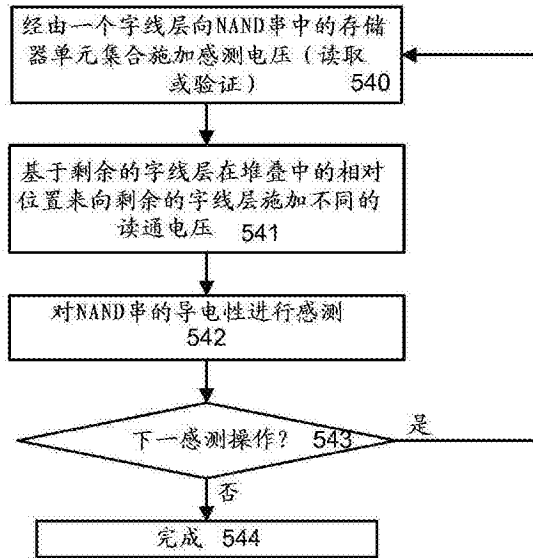 经由一个字线层向NAND串中的存储
器单元集合施加感测电压（读取
或验证） 540
基于剩余的字线层在堆叠中的相对
位置来向剩余的字线层施加不同的
读通电压 541
对NAND串的导电性进行感测
542
下一感测操作？ 543
是
否
完成 544